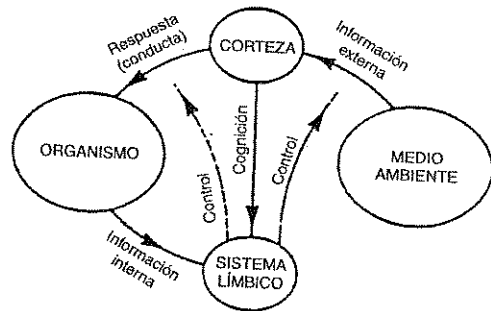 Respuesta
(conducta)
CORTEZA
Información
externa
ORGANISMO
Control
Cognición
Control
MEDIO
AMBIENTE
Información
interna
SISTEMA
LÍMBICO